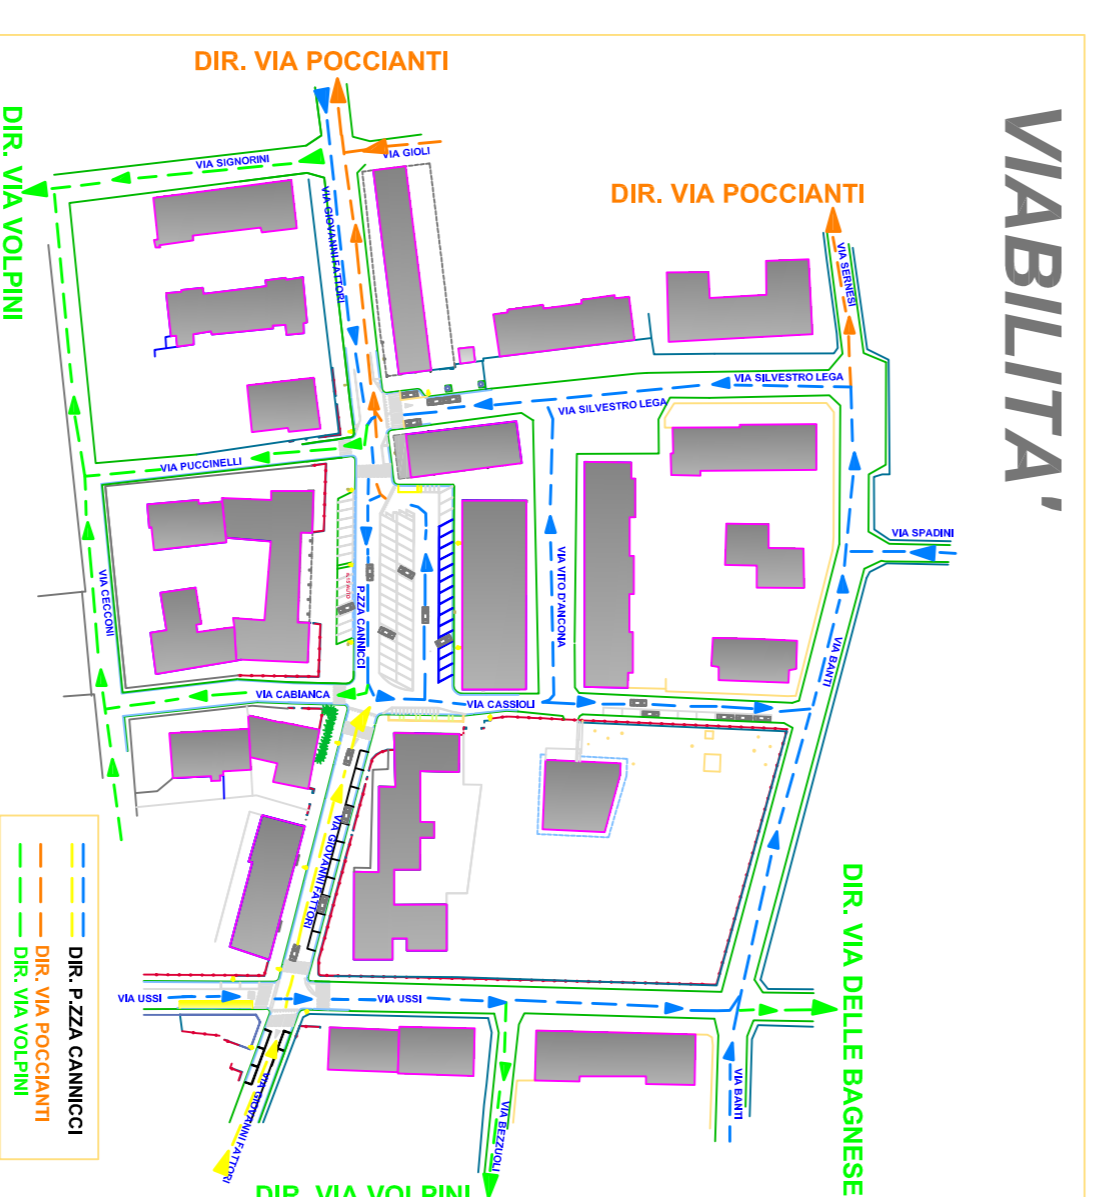 VIABILITA'
DIR. VIA POCCIANTI
DIR. VIA POCCIANTI
DIR. VIA VOLPINI
VIA SIGNORINI
VIA GIOLI
VIA GIOVANNI FATTORI
VIA SERNESI
VIA SILVESTRO LEGA
VIA SILVESTRO LEGA
VIA PUCCINELLI
VIA SPADINI
VIA CECCONI
P.ZZA CANNICCI
VIA VITO D'ANCONA
VIA BANTI
VIA CABIANCA
VIA CASSIOLI
VIA GIOVANNI FATTORI
VIA USSI
VIA USSI
VIA BANTI
VIA BEZZUOLI
VIA GIOVANNI FATTORI
DIR. VIA DELLE BAGNESE
DIR. VIA VOLPINI
DIR. P.ZZA CANNICCI
DIR. VIA POCCIANTI
DIR. VIA VOLPINI